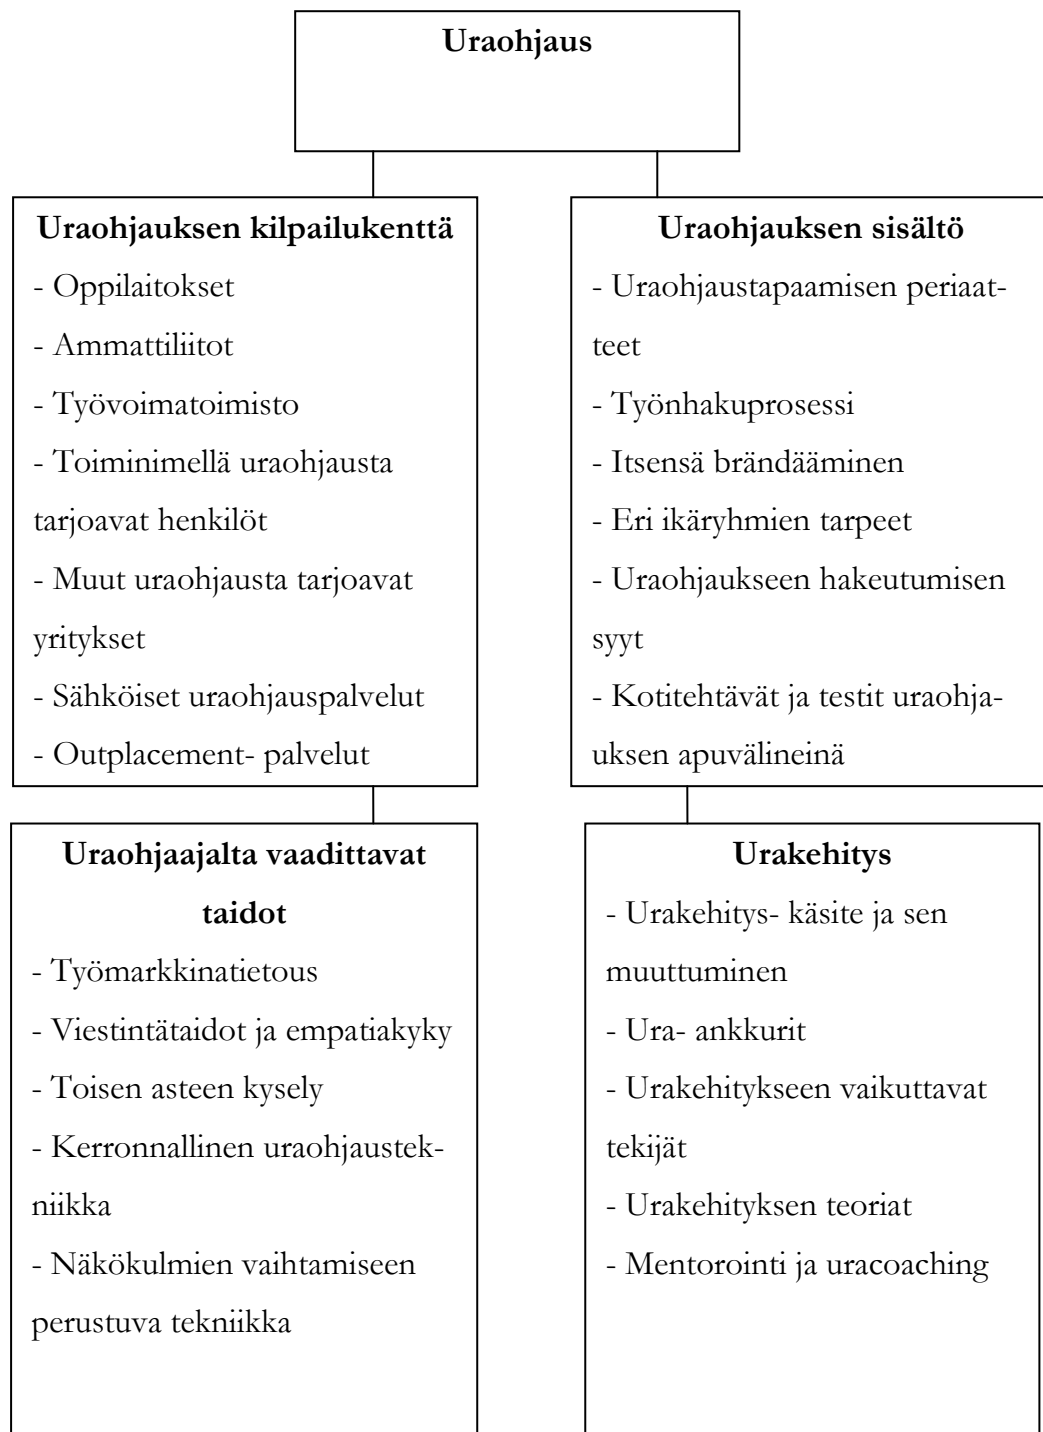 Uraohjaus
Uraohjauksen kilpailukenttä
- Oppilaitokset
- Ammattiliitot
- Työvoimatoimisto
- Toiminimellä uraohjausta
tarjoavat henkilöt
- Muut uraohjausta tarjoavat
yritykset
- Sähköiset uraohjauspalvelut
- Outplacement- palvelut
Uraohjauksen sisältö
- Uraohjaustapaamisen periaat-
teet
- Työnhakuprosessi
- Itsensä brändääminen
- Eri ikäryhmien tarpeet
- Uraohjaukseen hakeutumisen
syyt
- Kotitehtävät ja testit uraohja-
uksen apuvälineinä
Uraohjaajalta vaadittavat
taidot
- Työmarkkinatietous
- Viestintätaidot ja empatiakyky
- Toisen asteen kysely
- Kerronnallinen uraohjaustek-
niikka
- Näkökulmien vaihtamiseen
perustuva tekniikka
Urakehitys
- Urakehitys- käsite ja sen
muuttuminen
- Ura- ankkurit
- Urakehitykseen vaikuttavat
tekijät
- Urakehityksen teoriat
- Mentorointi ja uracoaching